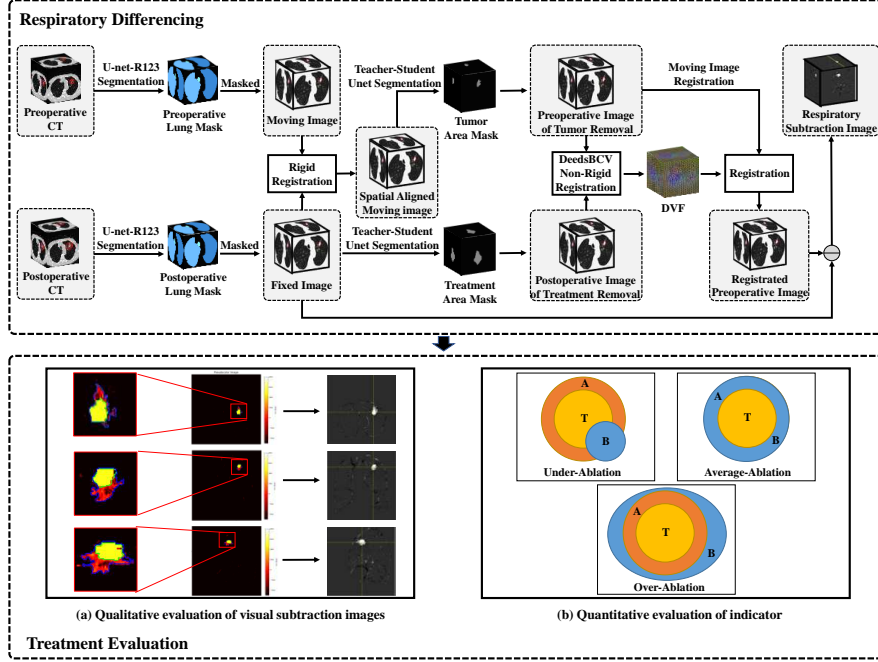 Respiratory Differencing
U-net-R123
Segmentation
Masked
Preoperative
CT
Preoperative
Lung Mask
Moving Image
Teacher-Student
Unet Segmentation
Tumor
Area Mask
Preoperative Image
of Tumor Removal
Moving Image
Registration
Respiratory
Subtraction Image
Rigid
Registration
Spatial Aligned
Moving image
DeedsBCV
Non-Rigid
Registration
DVF
Registration
U-net-R123
Segmentation
Masked
Postoperative
CT
Postoperative
Lung Mask
Fixed Image
Teacher-Student
Unet Segmentation
Treatment
Area Mask
Postoperative Image
of Treatment Removal
Registrated
Preoperative Image
A
T
B
Under-Ablation
A
T
B
Average-Ablation
A
T
B
Over-Ablation
(a) Qualitative evaluation of visual subtraction images
(b) Quantitative evaluation of indicator
Treatment Evaluation